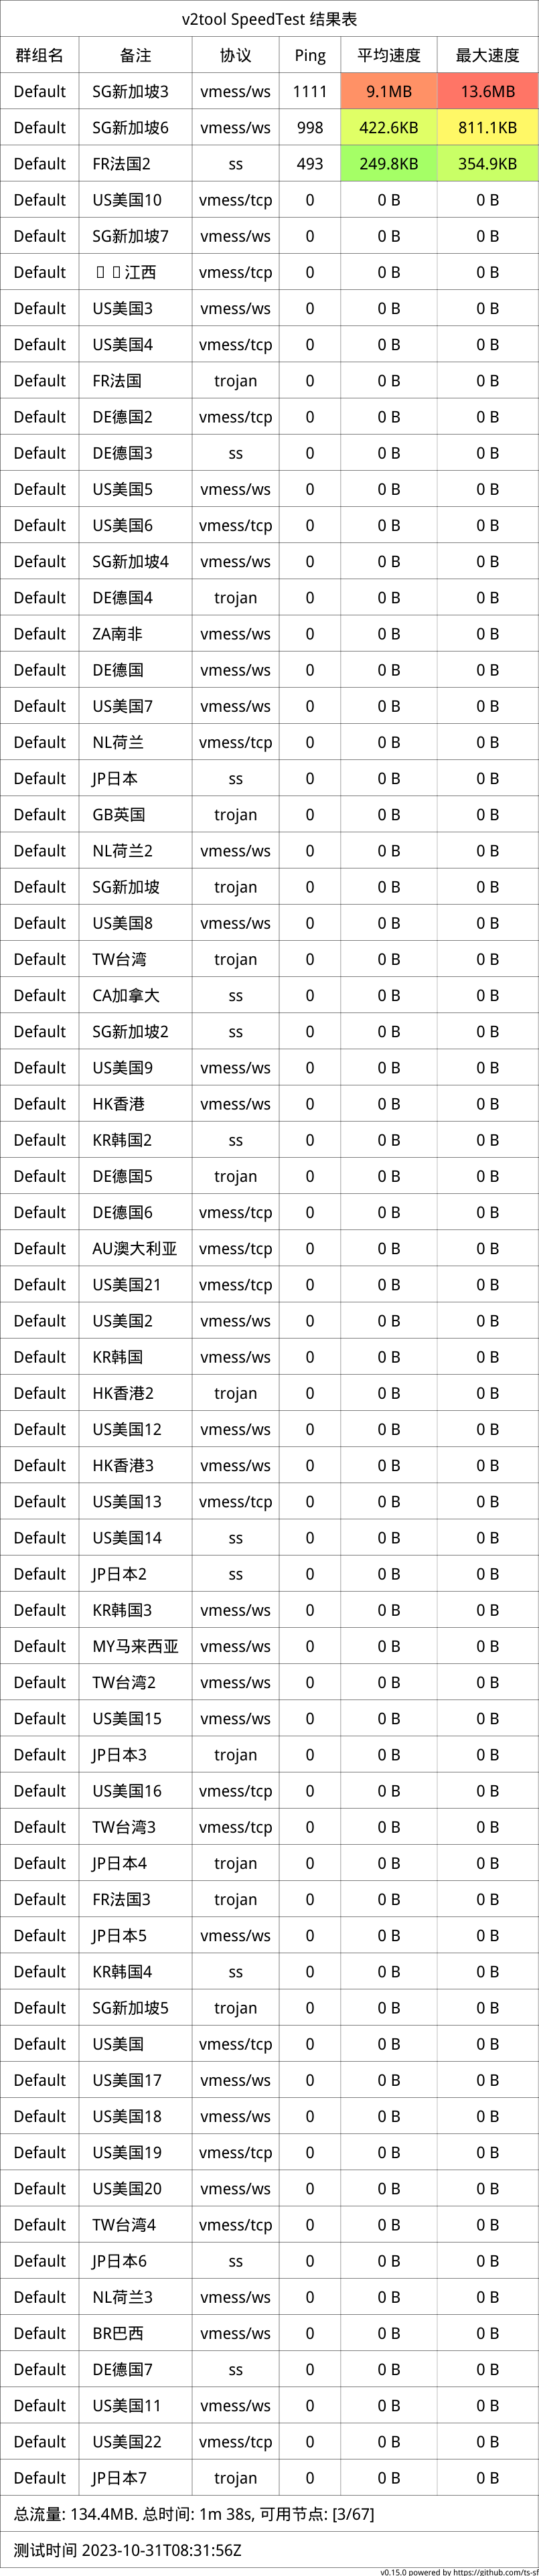 v2tool SpeedTest 结果表
群组名 备注 协议 Ping 平均速度 最大速度
Default SG新加坡3 vmess/ws 1111 9.1MB 13.6MB
Default SG新加坡6 vmess/ws 998 422.6KB 811.1KB
Default FR法国2 ss 493 249.8KB 354.9KB
Default US美国10 vmess/tcp 0 0 B 0 B
Default SG新加坡7 vmess/ws 0 0 B 0 B
Default 江西 vmess/tcp 0 0 B 0 B
Default US美国3 vmess/ws 0 0 B 0 B
Default US美国4 vmess/tcp 0 0 B 0 B
Default FR法国 trojan 0 0 B 0 B
Default DE德国2 vmess/tcp 0 0 B 0 B
Default DE德国3 ss 0 0 B 0 B
Default US美国5 vmess/ws 0 0 B 0 B
Default US美国6 vmess/tcp 0 0 B 0 B
Default SG新加坡4 vmess/ws 0 0 B 0 B
Default DE德国4 trojan 0 0 B 0 B
Default ZA南非 vmess/ws 0 0 B 0 B
Default DE德国 vmess/ws 0 0 B 0 B
Default US美国7 vmess/ws 0 0 B 0 B
Default NL荷兰 vmess/tcp 0 0 B 0 B
Default JP日本 ss 0 0 B 0 B
Default GB英国 trojan 0 0 B 0 B
Default NL荷兰2 vmess/ws 0 0 B 0 B
Default SG新加坡 trojan 0 0 B 0 B
Default US美国8 vmess/ws 0 0 B 0 B
Default TW台湾 trojan 0 0 B 0 B
Default CA加拿大 ss 0 0 B 0 B
Default SG新加坡2 ss 0 0 B 0 B
Default US美国9 vmess/ws 0 0 B 0 B
Default HK香港 vmess/ws 0 0 B 0 B
Default KR韩国2 ss 0 0 B 0 B
Default DE德国5 trojan 0 0 B 0 B
Default DE德国6 vmess/tcp 0 0 B 0 B
Default AU澳大利亚 vmess/tcp 0 0 B 0 B
Default US美国21 vmess/tcp 0 0 B 0 B
Default US美国2 vmess/ws 0 0 B 0 B
Default KR韩国 vmess/ws 0 0 B 0 B
Default HK香港2 trojan 0 0 B 0 B
Default US美国12 vmess/ws 0 0 B 0 B
Default HK香港3 vmess/ws 0 0 B 0 B
Default US美国13 vmess/tcp 0 0 B 0 B
Default US美国14 ss 0 0 B 0 B
Default JP日本2 ss 0 0 B 0 B
Default KR韩国3 vmess/ws 0 0 B 0 B
Default MY马来西亚 vmess/ws 0 0 B 0 B
Default TW台湾2 vmess/ws 0 0 B 0 B
Default US美国15 vmess/ws 0 0 B 0 B
Default JP日本3 trojan 0 0 B 0 B
Default US美国16 vmess/tcp 0 0 B 0 B
Default TW台湾3 vmess/tcp 0 0 B 0 B
Default JP日本4 trojan 0 0 B 0 B
Default FR法国3 trojan 0 0 B 0 B
Default JP日本5 vmess/ws 0 0 B 0 B
Default KR韩国4 ss 0 0 B 0 B
Default SG新加坡5 trojan 0 0 B 0 B
Default US美国 vmess/tcp 0 0 B 0 B
Default US美国17 vmess/ws 0 0 B 0 B
Default US美国18 vmess/ws 0 0 B 0 B
Default US美国19 vmess/tcp 0 0 B 0 B
Default US美国20 vmess/ws 0 0 B 0 B
Default TW台湾4 vmess/tcp 0 0 B 0 B
Default JP日本6 ss 0 0 B 0 B
Default NL荷兰3 vmess/ws 0 0 B 0 B
Default BR巴西 vmess/ws 0 0 B 0 B
Default DE德国7 ss 0 0 B 0 B
Default US美国11 vmess/ws 0 0 B 0 B
Default US美国22 vmess/tcp 0 0 B 0 B
Default JP日本7 trojan 0 0 B 0 B
总流量: 134.4MB. 总时间: 1m 38s, 可用节点: [3/67]
测试时间 2023-10-31T08:31:56Z
v0.15.0 powered by https://github.com/ts-sf